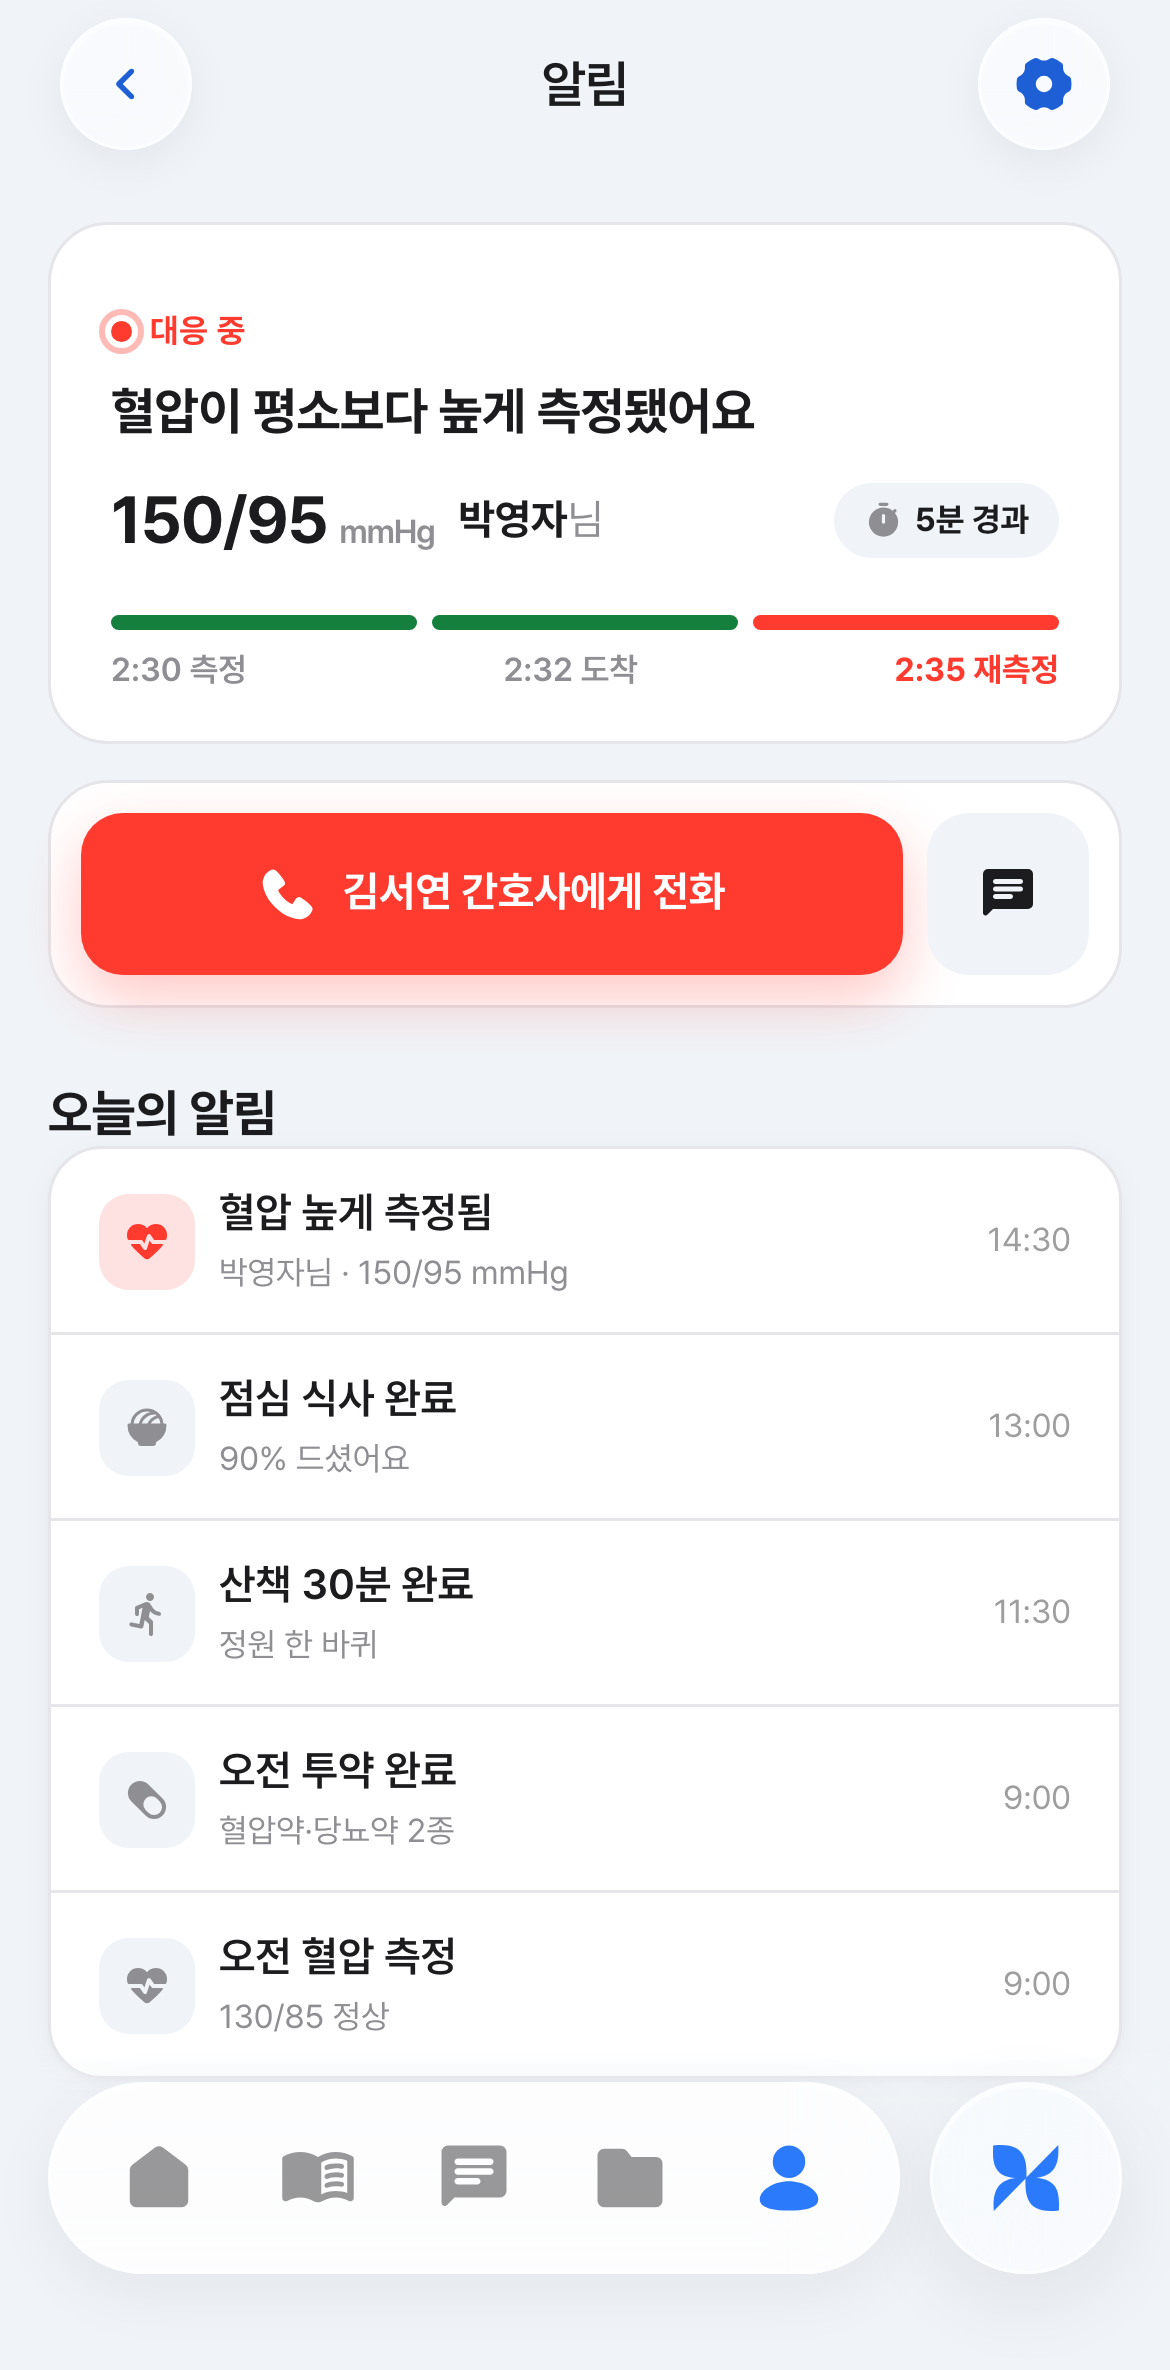 알림
대응 중
혈압이 평소보다 높게 측정됐어요
150/95 mmHg 박영자님 5분 경과
2:30 측정 2:32 도착 2:35 재측정
김서연 간호사에게 전화
오늘의 알림
혈압 높게 측정됨
박영자님 · 150/95 mmHg
14:30
점심 식사 완료
90% 드셨어요
13:00
산책 30분 완료
정원 한 바퀴
11:30
오전 투약 완료
혈압약·당뇨약 2종
9:00
오전 혈압 측정
130/85 정상
9:00